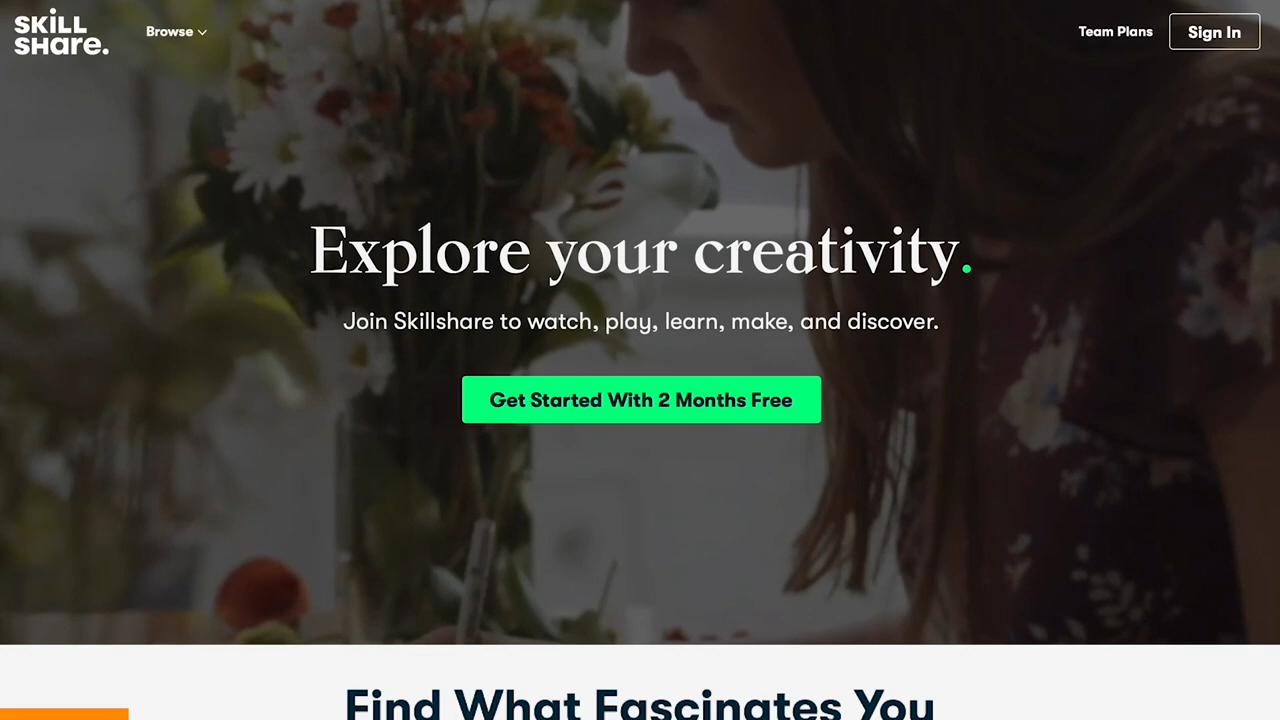 SKILL
SHare.
Browse
Team Plans
Sign In
Explore your creativity.
Join Skillshare to watch, play, learn, make, and discover.
Get Started With 2 Months Free
Find What Fascinates You